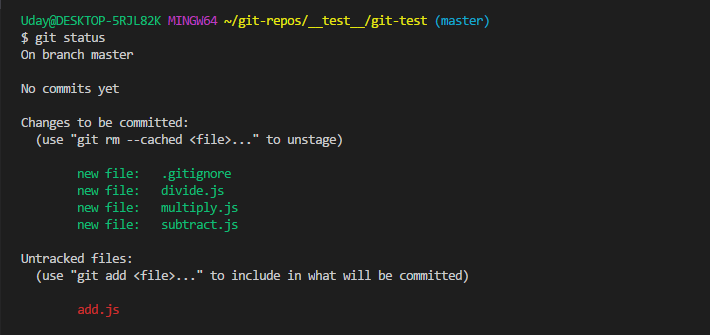 Uday@DESKTOP-5RJL82K MINGW64 ~/git-repos/__test__/git-test (master)
$ git status
On branch master
No commits yet
Changes to be committed:
(use "git rm --cached <file>..." to unstage)
new file: .gitignore
new file: divide.js
new file: multiply.js
new file: subtract.js
Untracked files:
(use "git add <file>..." to include in what will be committed)
add.js